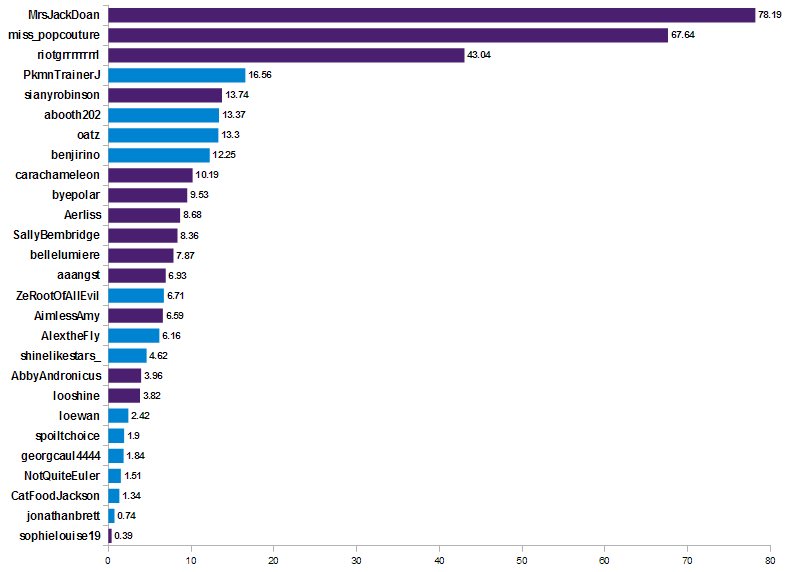 MrsJackDoan 78.19
miss_popcouture 67.64
riotgrrrrrrrrl 43.04
PkmnTrainerJ 16.56
sianyrobinson 13.74
abooth202 13.37
oatz 13.3
benjirino 12.25
carachameleon 10.19
byepolar 9.53
Aerliss 8.68
SallyBembridge 8.36
bellelumiere 7.87
aaangst 6.93
ZeRootOfAllEvil 6.71
AimlessAmy 6.59
AlextheFly 6.16
shinelikestars_ 4.62
AbbyAndronicus 3.96
looshine 3.82
loewan 2.42
spoiltchoice 1.9
georgcaul4444 1.84
NotQuiteEuler 1.51
CatFoodJackson 1.34
jonathanbrett 0.74
sophielouise19 0.39
0 10 20 30 40 50 60 70 80